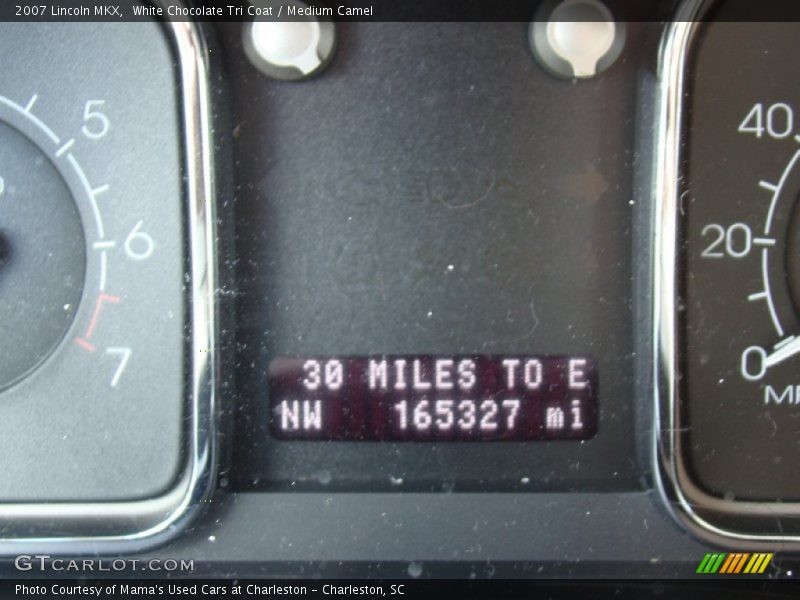 2007 Lincoln MKX, White Chocolate Tri Coat / Medium Camel
5
6
7
40
20
0
30 MILES TO E
NW 165327 mi
GTCARLOT.COM
Photo Courtesy of Mama's Used Cars at Charleston - Charleston, SC